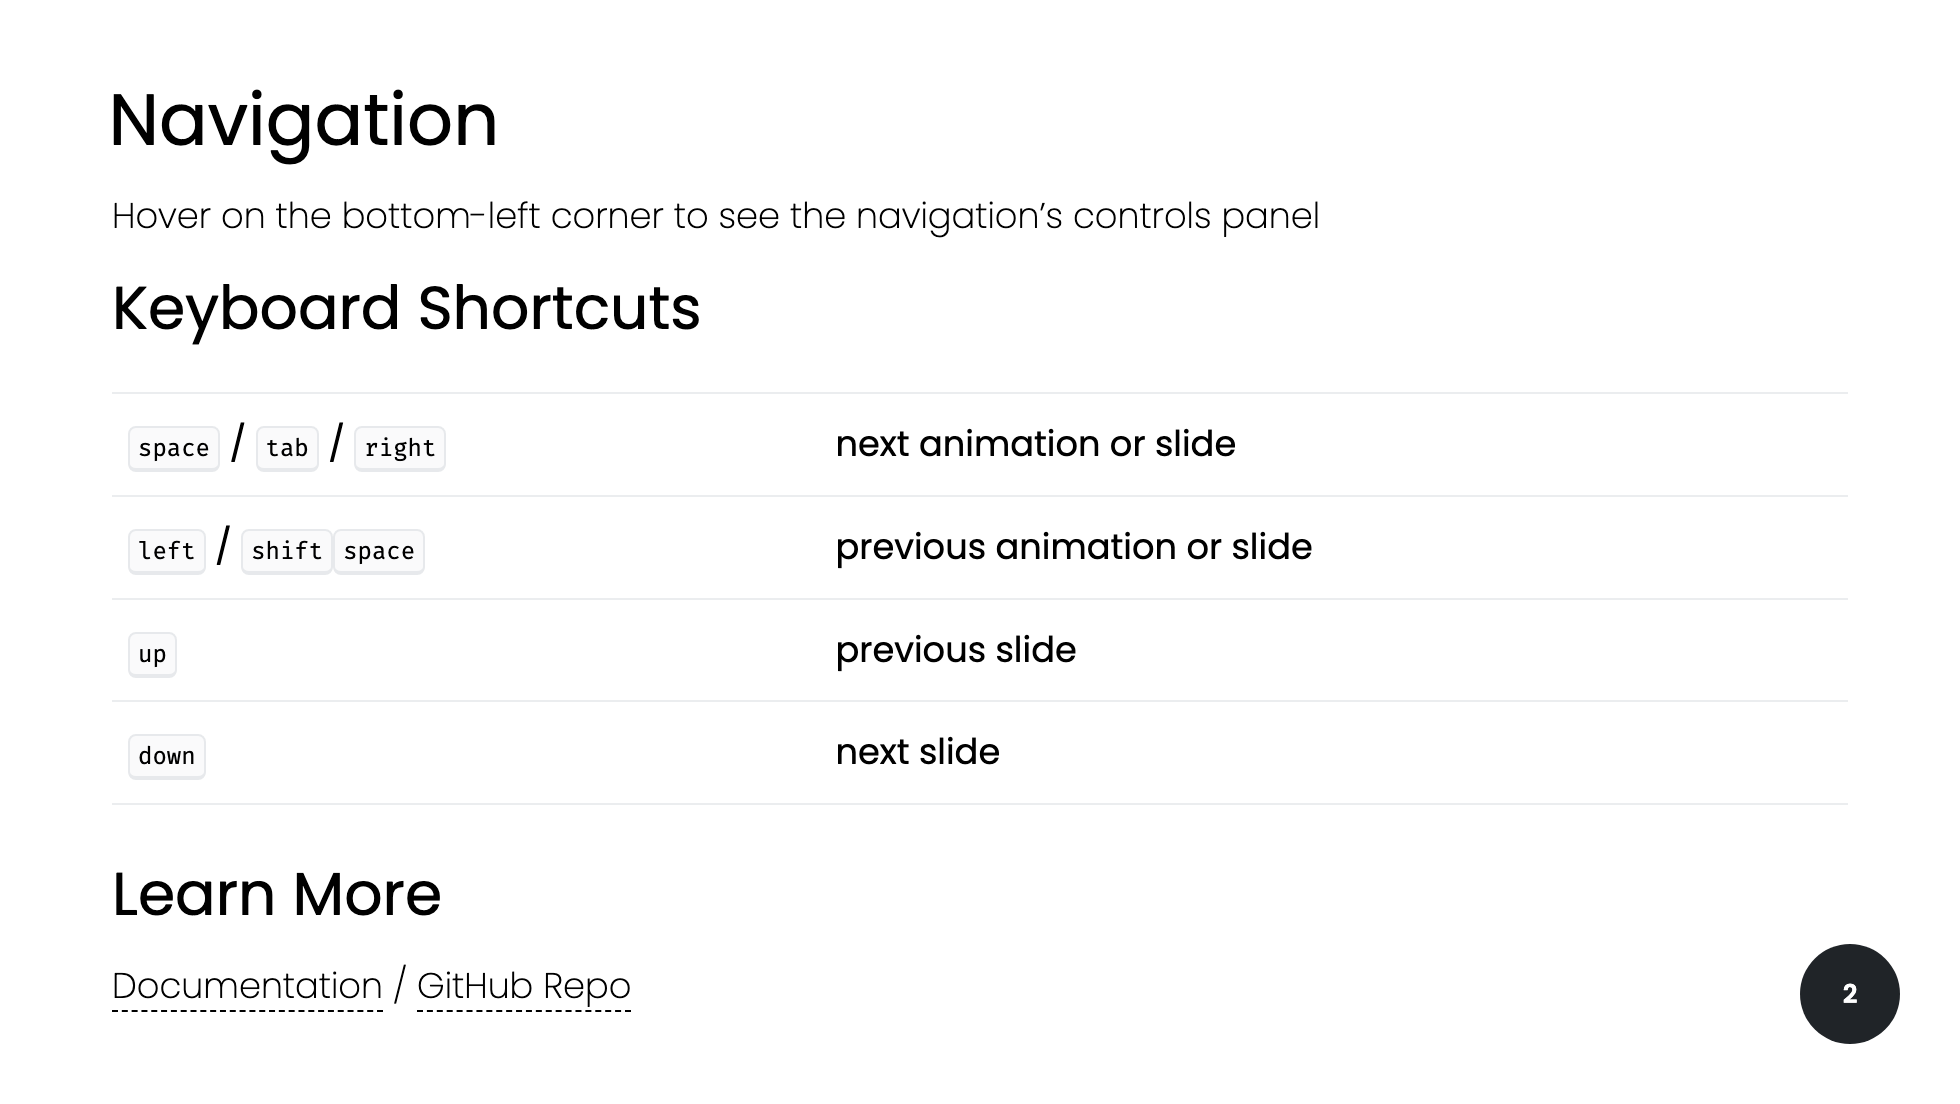 Navigation
Hover on the bottom-left corner to see the navigation’s controls panel
Keyboard Shortcuts
space / tab / right next animation or slide
left / shift space previous animation or slide
up previous slide
down next slide
Learn More
Documentation / GitHub Repo
2